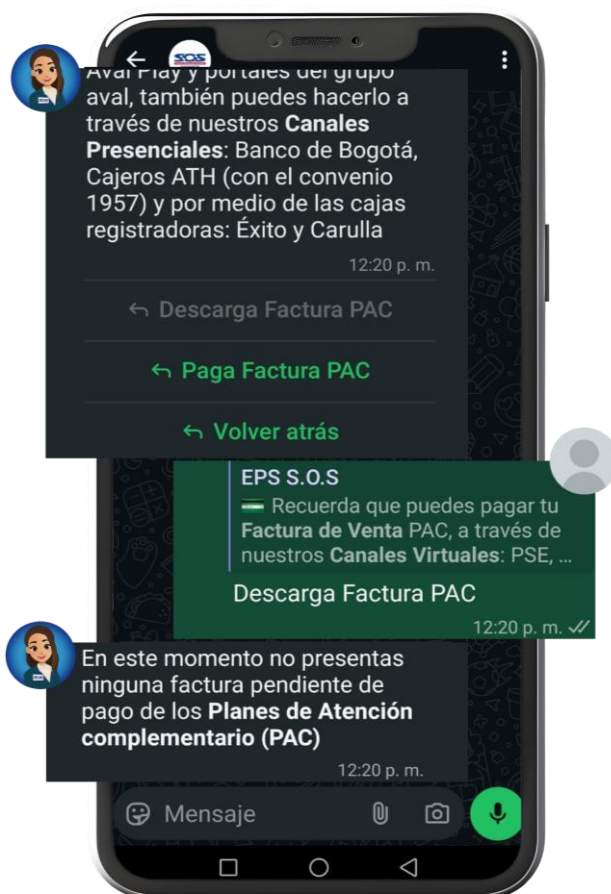 SOS
Aval Play y portales del grupo
aval, también puedes hacerlo a
través de nuestros Canales
Presenciales: Banco de Bogotá,
Cajeros ATH (con el convenio
1957) y por medio de las cajas
registradoras: Éxito y Carulla
12:20 p. m.
Descarga Factura PAC
Paga Factura PAC
Volver atrás
EPS S.O.S
Recuerda que puedes pagar tu
Factura de Venta PAC, a través de
nuestros Canales Virtuales: PSE, ...
Descarga Factura PAC
12:20 p. m.
En este momento no presentas
ninguna factura pendiente de
pago de los Planes de Atención
complementario (PAC)
12:20 p. m.
Mensaje